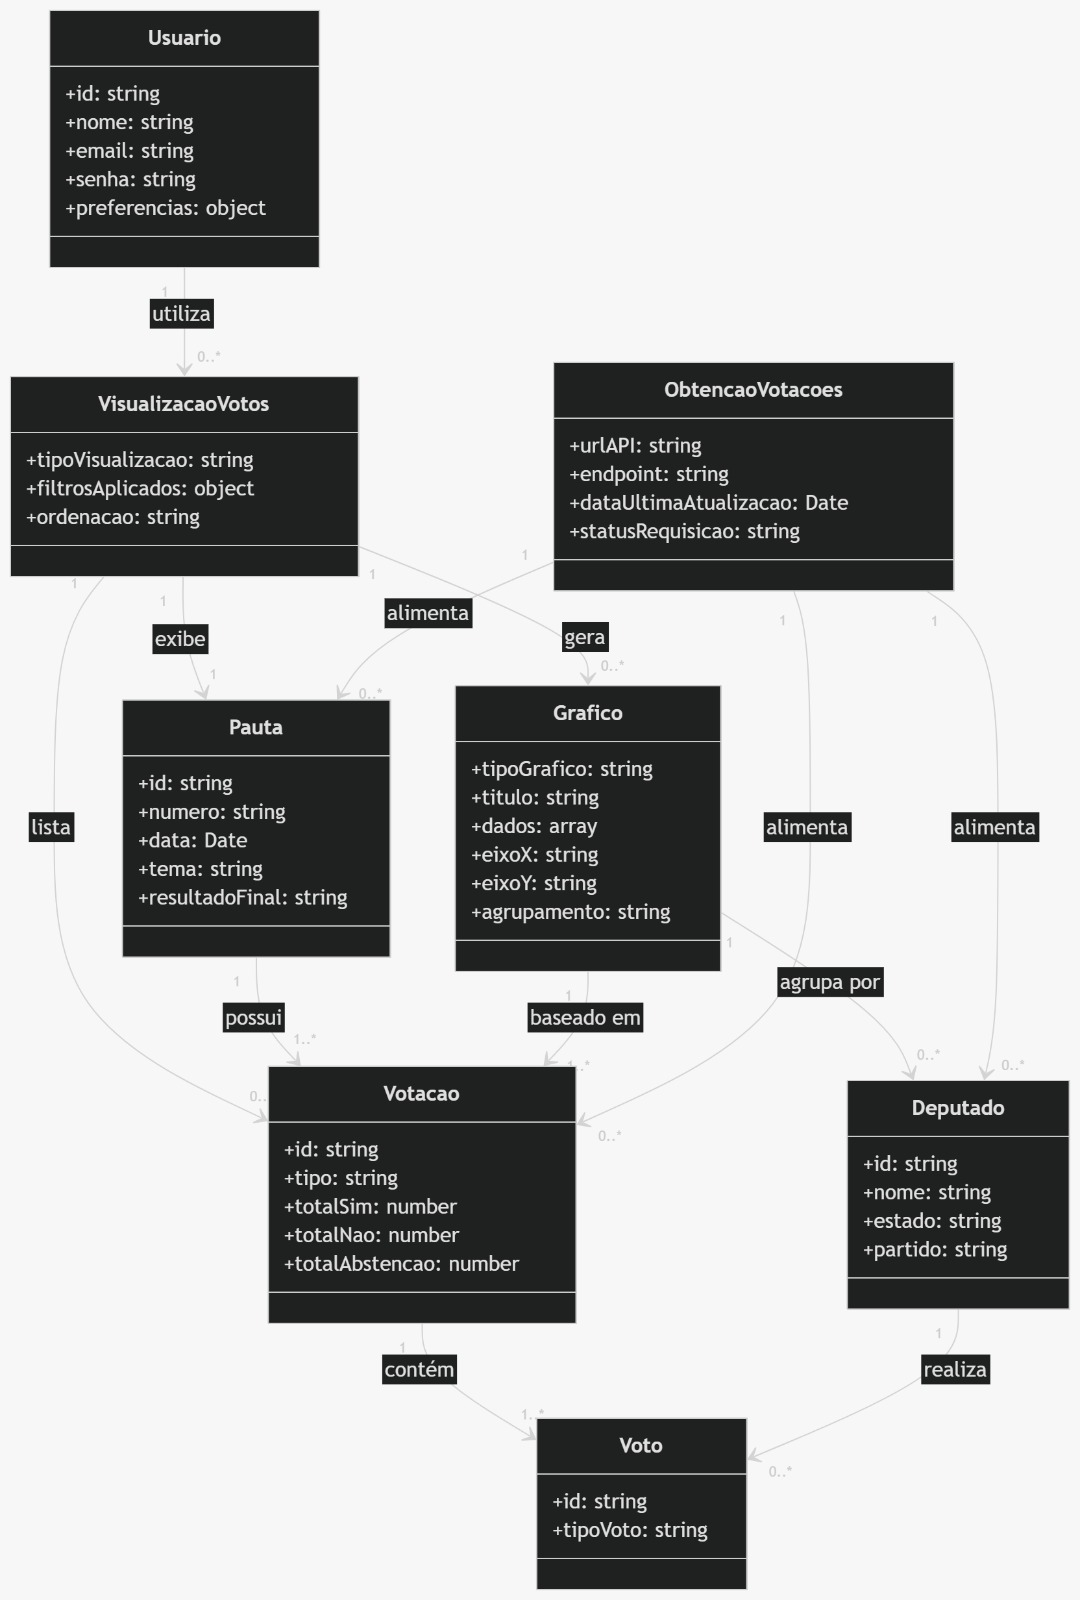 Usuario
+id: string
+nome: string
+email: string
+senha: string
+preferencias: object
1
utiliza
0..*
VisualizacaoVotos
+tipoVisualizacao: string
+filtrosAplicados: object
+ordenacao: string
ObtencaoVotacoes
+urlAPI: string
+endpoint: string
+dataUltimaAtualizacao: Date
+statusRequisicao: string
1
1
1
1
1
1
alimenta
exibe
gera
1
0..*
0..*
Pauta
+id: string
+numero: string
+data: Date
+tema: string
+resultadoFinal: string
Grafico
+tipoGrafico: string
+titulo: string
+dados: array
+eixoX: string
+eixoY: string
+agrupamento: string
lista
alimenta
alimenta
1
1
1
possui
baseado em
agrupa por
1..*
..*
0..*
0..*
0..
0..*
Votacao
+id: string
+tipo: string
+totalSim: number
+totalNao: number
+totalAbstencao: number
Deputado
+id: string
+nome: string
+estado: string
+partido: string
1
1
contém
realiza
1..*
0..*
Voto
+id: string
+tipoVoto: string